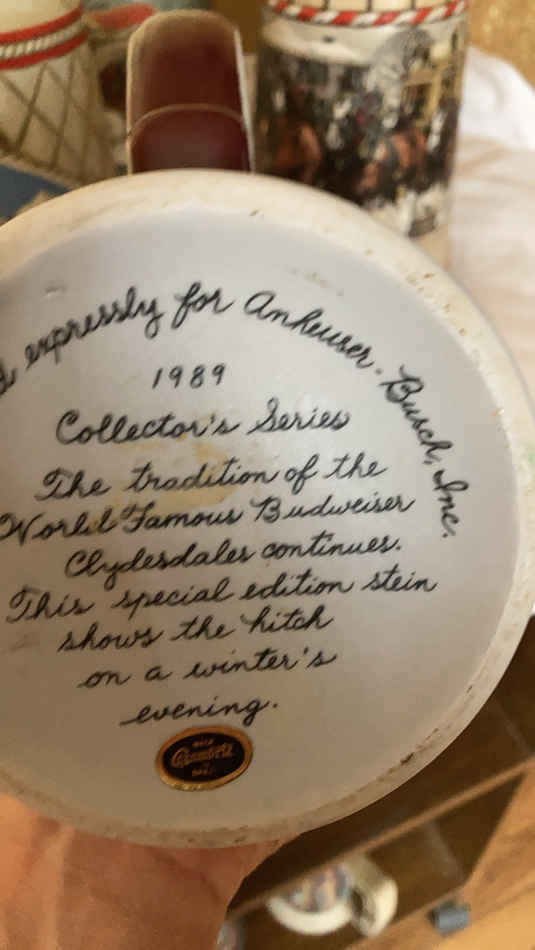 expressly for Anheuser-Busch, Inc.
1989
Collector's Series
The tradition of the
World Famous Budweiser
Clydesdales continues.
This special edition stein
shows the hitch
on a winter's
evening.